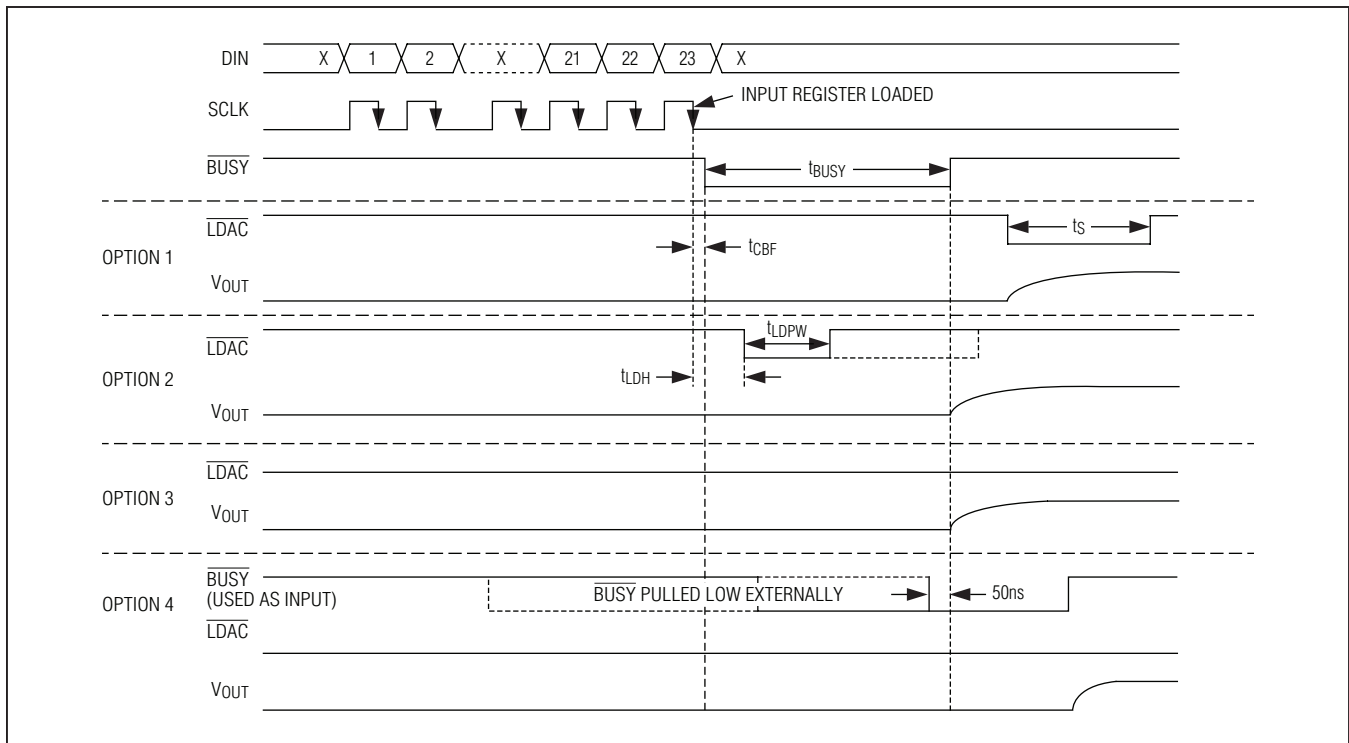 DIN X 1 2 X 21 22 23 X
SCLK INPUT REGISTER LOADED
BUSY tBUSY
OPTION 1
LDAC tS
tCBF
VOUT
OPTION 2
LDAC tLDPW
tLDH
VOUT
OPTION 3
LDAC
VOUT
OPTION 4
BUSY
(USED AS INPUT) BUSY PULLED LOW EXTERNALLY 50ns
LDAC
VOUT